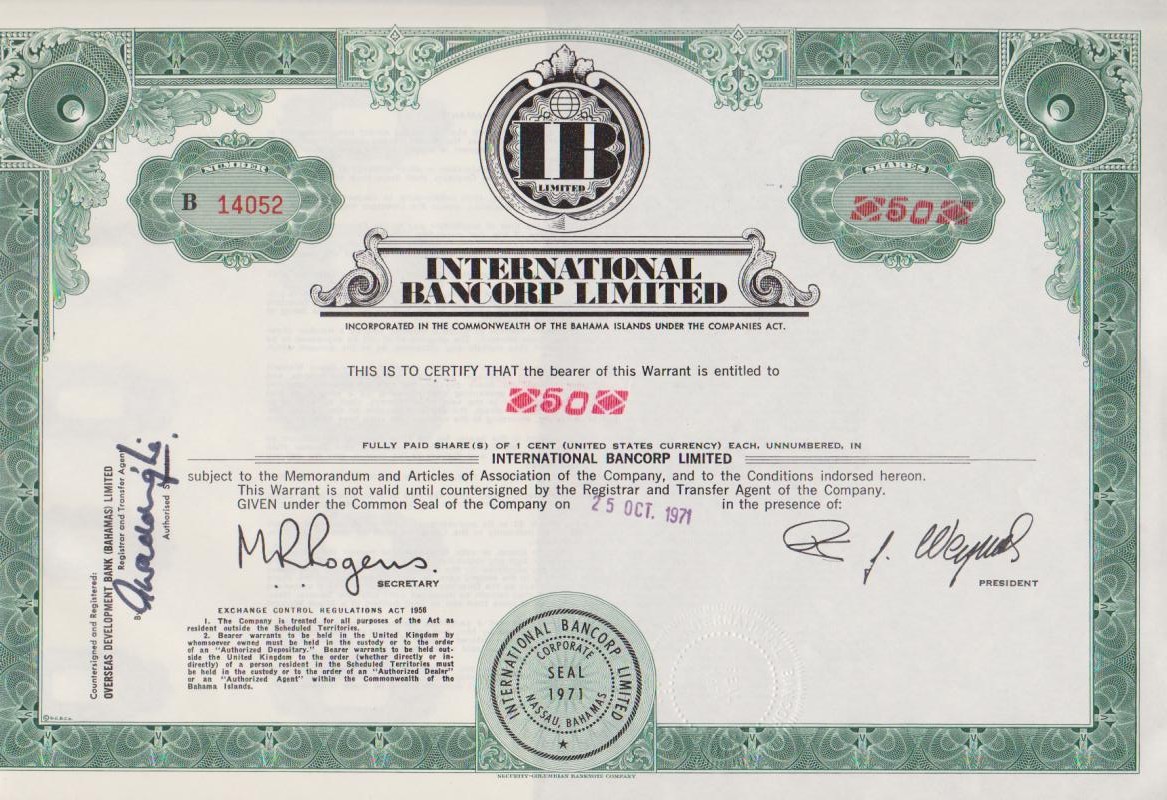 IB
LIMITED
NUMBER
B 14052
SHARES
50
INTERNATIONAL
BANCORP LIMITED
INCORPORATED IN THE COMMONWEALTH OF THE BAHAMA ISLANDS UNDER THE COMPANIES ACT.
THIS IS TO CERTIFY THAT the bearer of this Warrant is entitled to
50
FULLY PAID SHARE(S) OF 1 CENT (UNITED STATES CURRENCY) EACH, UNNUMBERED, IN
INTERNATIONAL BANCORP LIMITED
subject to the Memorandum and Articles of Association of the Company, and to the Conditions indorsed hereon.
This Warrant is not valid until countersigned by the Registrar and Transfer Agent of the Company.
GIVEN under the Common Seal of the Company on 25 OCT. 1971 in the presence of:
M R Rogers.
SECRETARY
PRESIDENT
Countersigned and Registered:
OVERSEAS DEVELOPMENT BANK (BAHAMAS) LIMITED
Registrar and Transfer Agent
By
Authorised
EXCHANGE CONTROL REGULATIONS ACT 1956
1. The Company is treated for all purposes of the Act as
resident outside the Scheduled Territories.
2. Bearer warrants to be held in the United Kingdom by
whomsoever owned must be held in the custody or to the order
of an "Authorized Depositary." Bearer warrants to be held out-
side the United Kingdom to the order (whether directly or in-
directly) of a person resident in the Scheduled Territories must
be held in the custody or to the order of an "Authorized Dealer"
or an "Authorized Agent" within the Commonwealth of the
Bahama Islands.
INTERNATIONAL BANCORP LIMITED
CORPORATE
SEAL
1971
NASSAU, BAHAMAS
SECURITY-COLUMBIAN BANKNOTE COMPANY